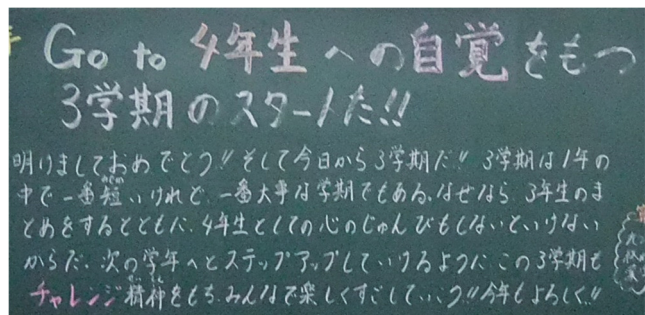 Go to 4年生への自覚をもつ
3学期のスタートだ!!
明けましておめでとう!!そして今日から3学期だ!!3学期は1年の
中で一番短いけれど、一番大事な学期でもある。なぜなら、3年生のま
とめをするとともに、4年生としての心のじゅんびもしないといけない
からだ。次の学年へとステップアップしていけるように、この3学期も
チャレンジ精神をもち、みんなで楽しくすごしていこう!!今年もよろしく!!